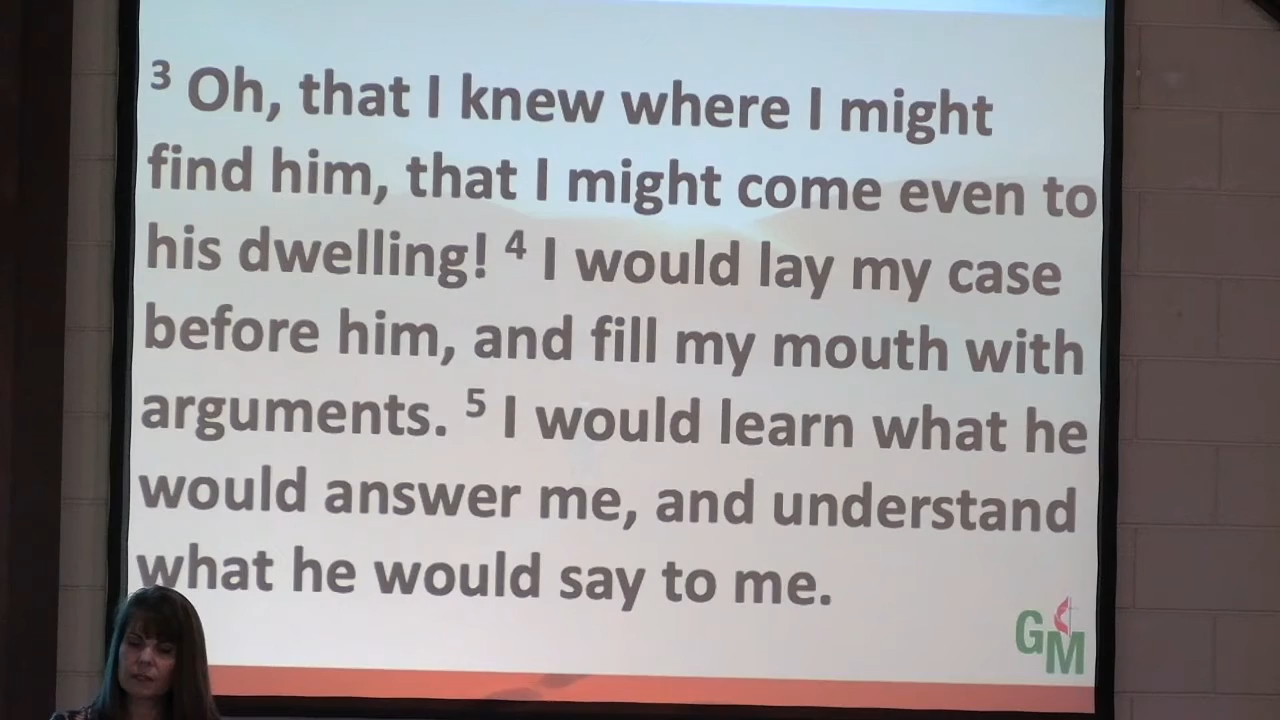 3 Oh, that I knew where I might
find him, that I might come even to
his dwelling! 4 I would lay my case
before him, and fill my mouth with
arguments. 5 I would learn what he
would answer me, and understand
what he would say to me.
GM